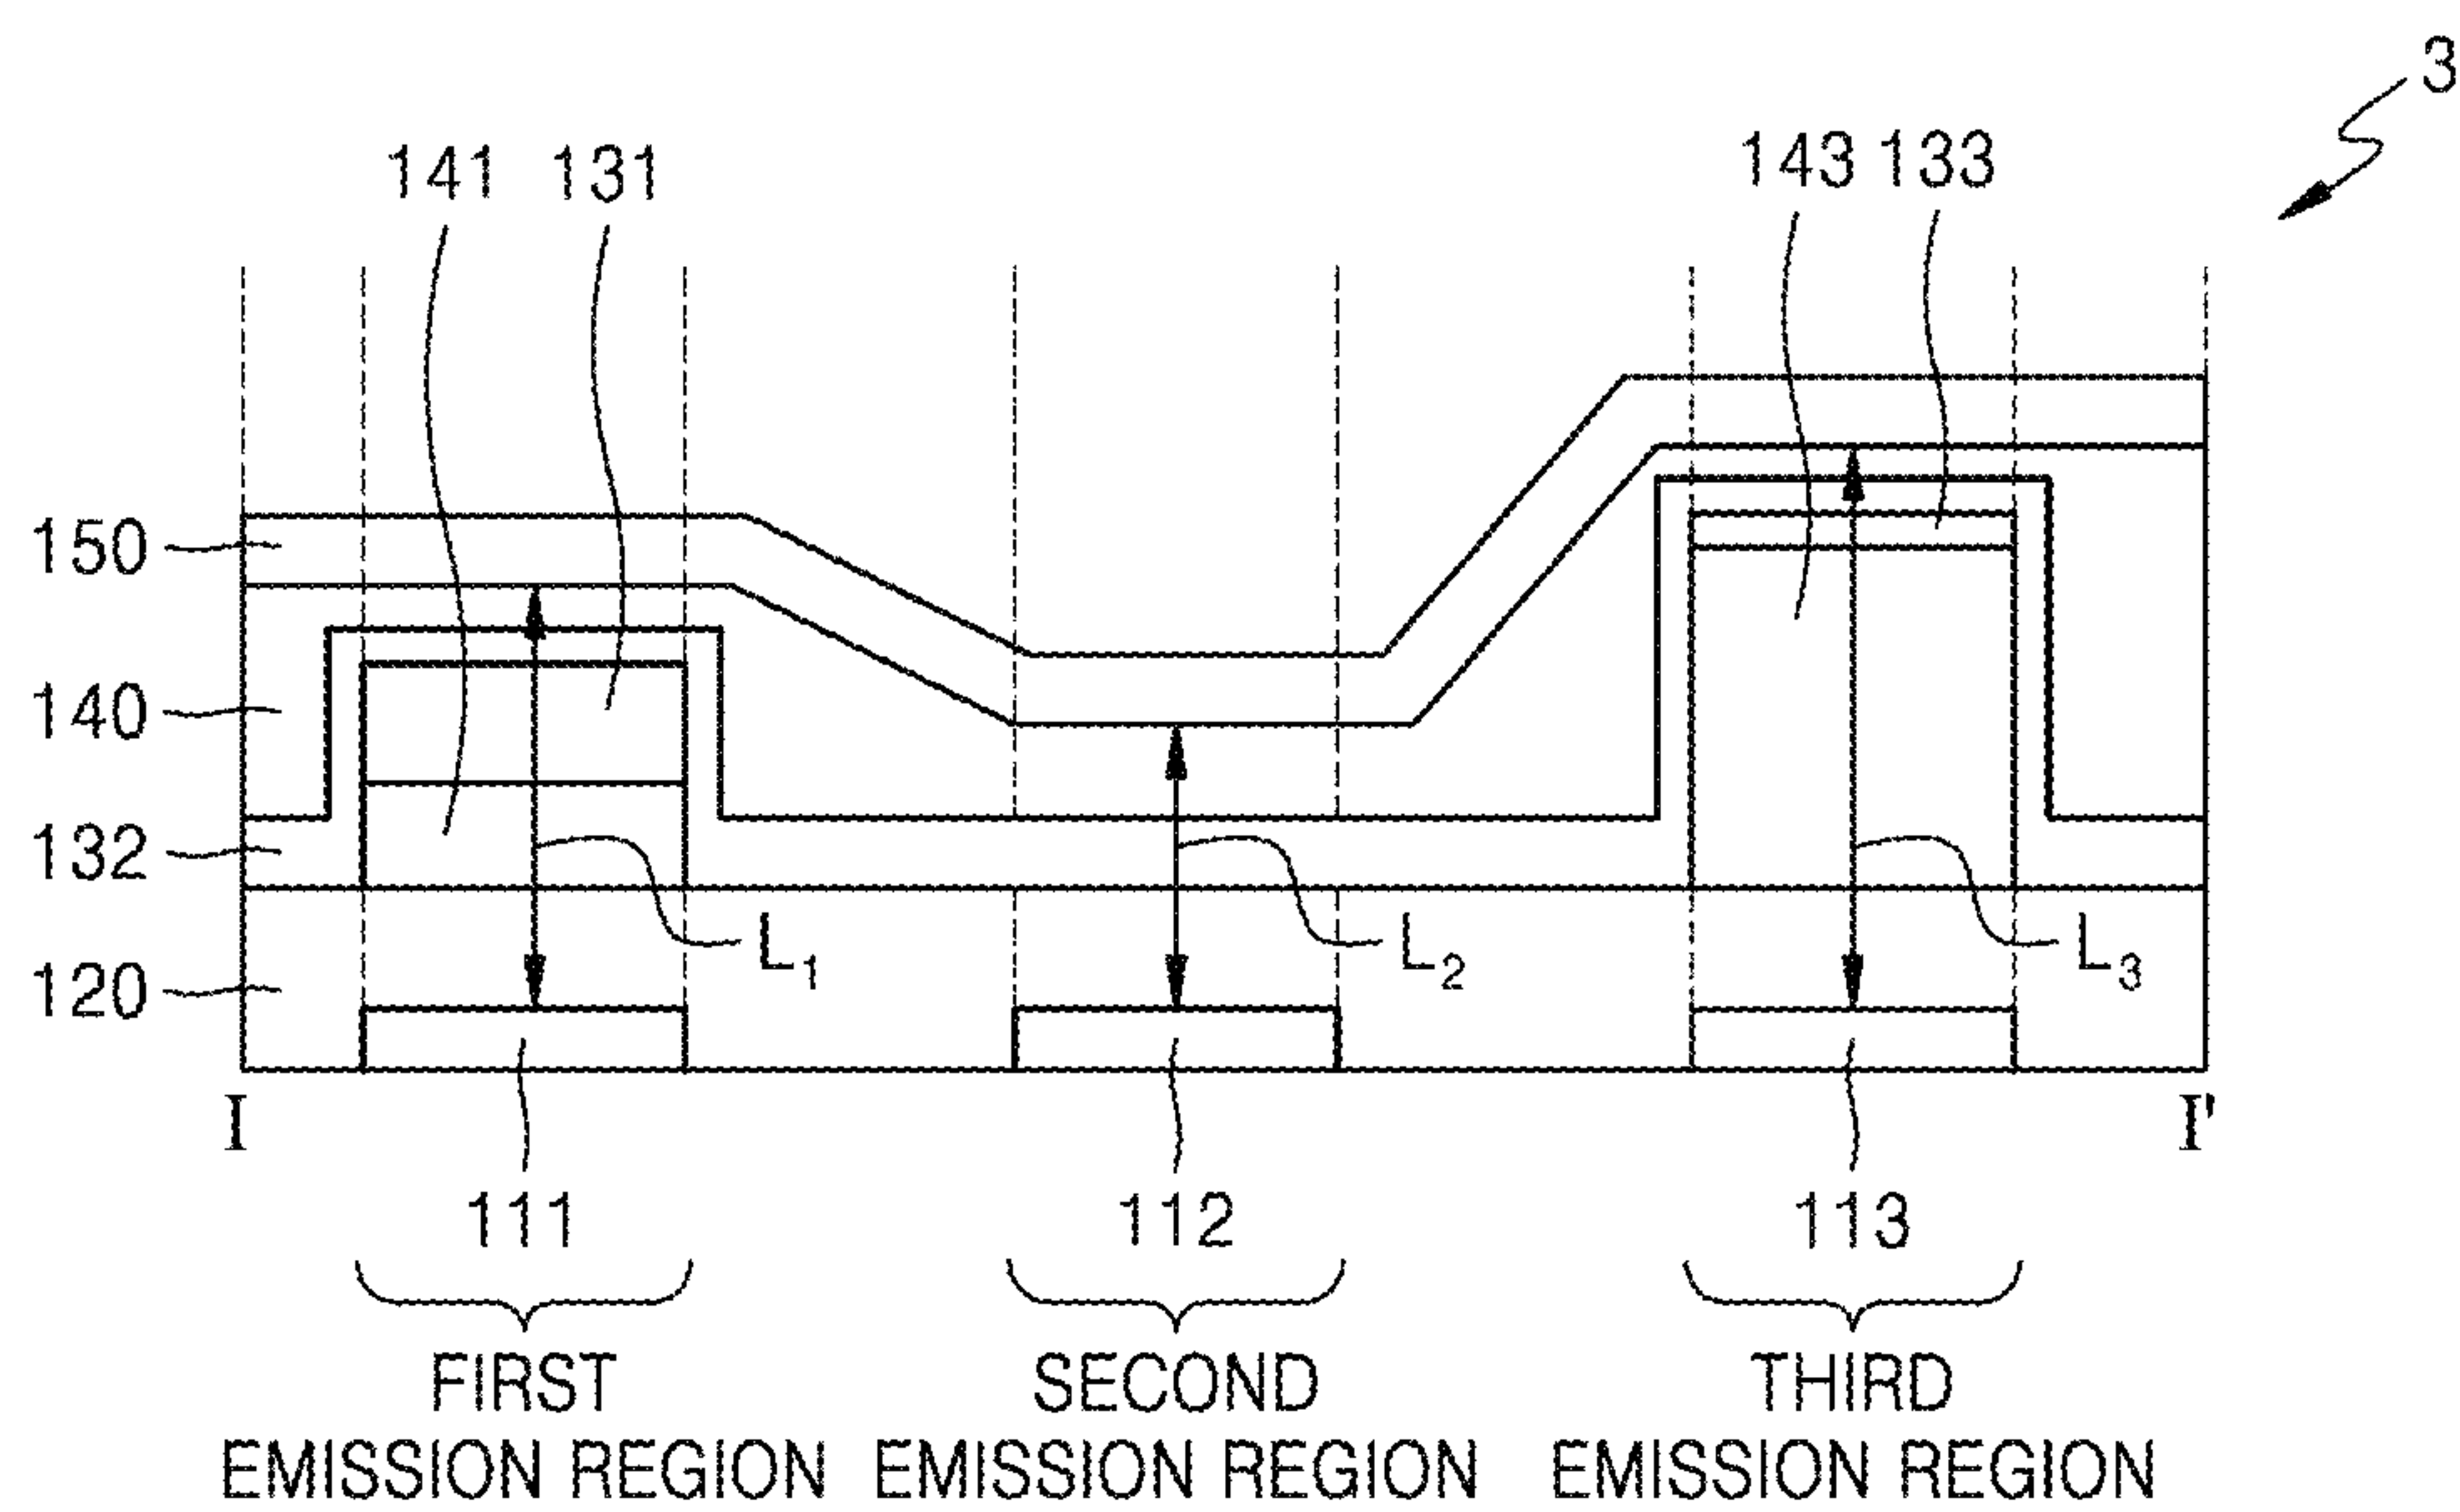 3
141 131
143 133
150
140
132
120
L1
L2
L3
I
I'
111
112
113
FIRST
EMISSION REGION
SECOND
EMISSION REGION
THIRD
EMISSION REGION